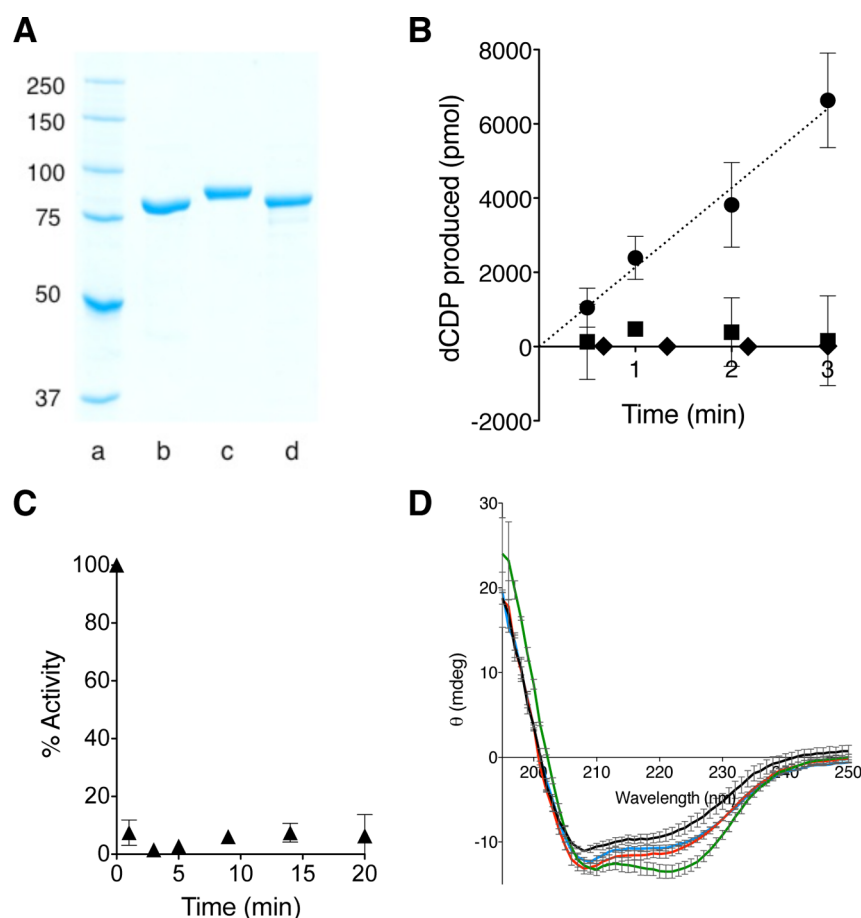 A
250
150
100
75
50
37
a b c d
B
8000
6000
4000
2000
0
-2000
dCDP produced (pmol)
1 2 3
Time (min)
C
100
80
60
40
20
0
% Activity
0 5 10 15 20
Time (min)
D
30
20
10
0
-10
θ (mdeg)
200 210 220 230 240 250
Wavelength (nm)